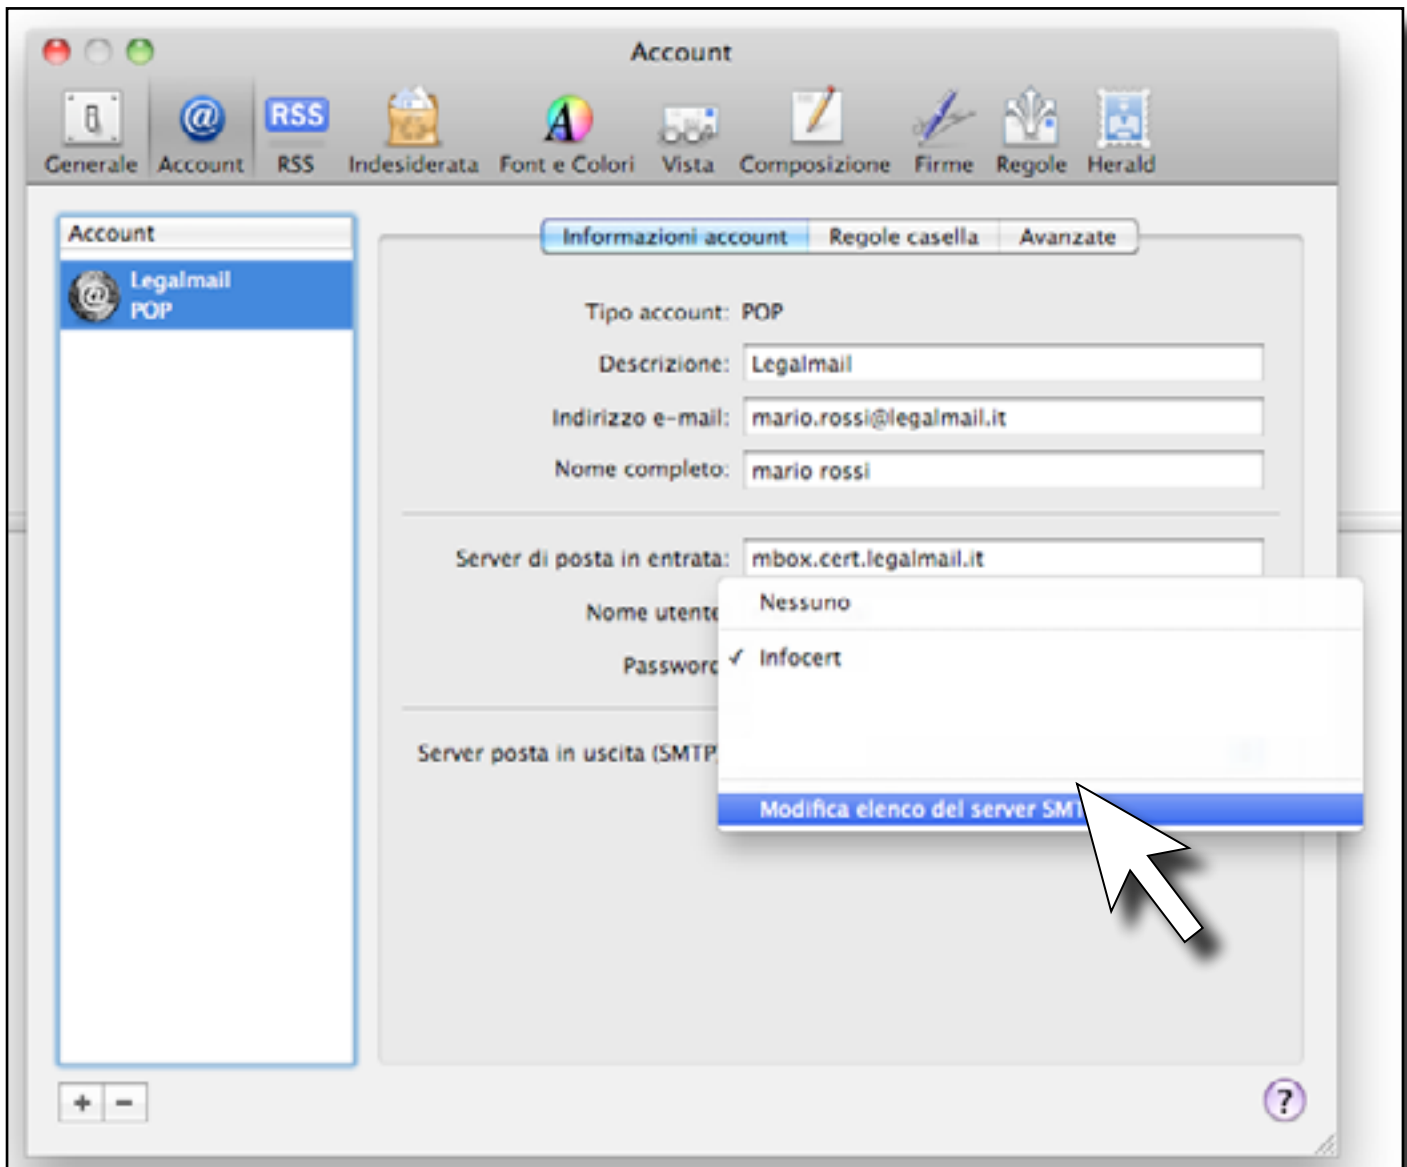 Account
RSS
Generale Account RSS Indesiderata Font e Colori Vista Composizione Firme Regole Herald
Account
Legalmail
POP
Informazioni account Regole casella Avanzate
Tipo account: POP
Descrizione: Legalmail
Indirizzo e-mail: mario.rossi@legalmail.it
Nome completo: mario rossi
Server di posta in entrata: mbox.cert.legalmail.it
Nome utente
Nessuno
Password
✓ Infocert
Server posta in uscita (SMTP)
Modifica elenco del server SMT